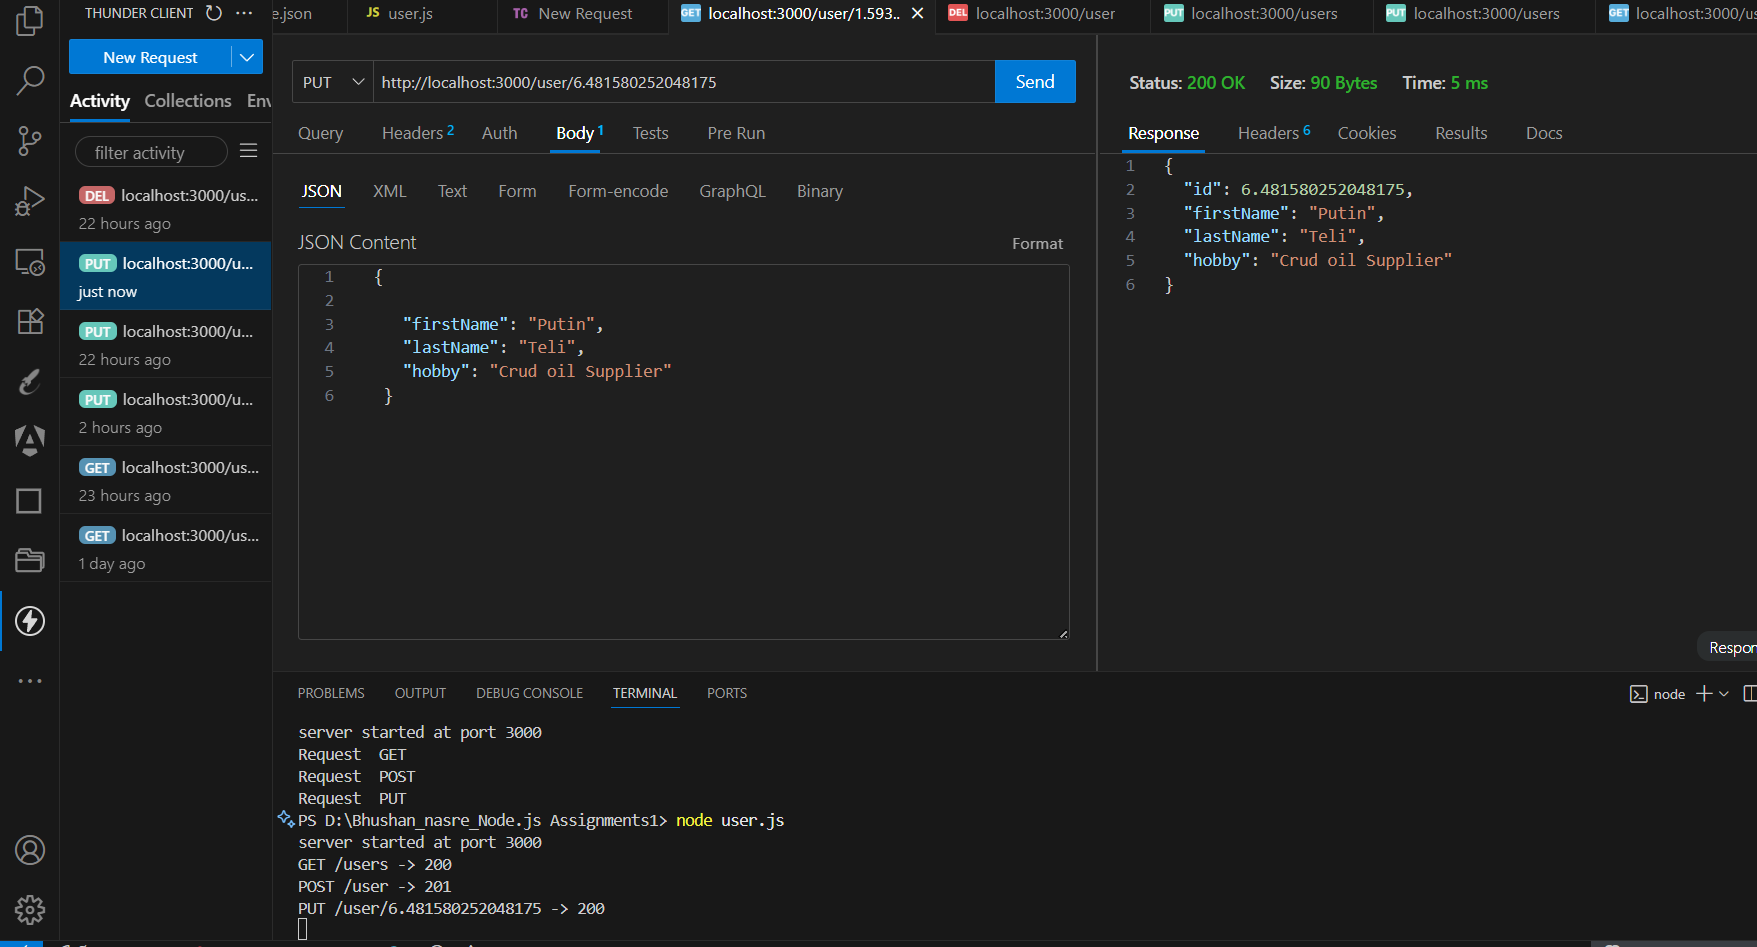 THUNDER CLIENT
e.json
JS user.js
TC New Request
GET localhost:3000/user/1.593..
DEL localhost:3000/user
PUT localhost:3000/users
PUT localhost:3000/users
GET localhost:3000/us
New Request
Activity Collections Env
filter activity
DEL localhost:3000/us...
22 hours ago
PUT localhost:3000/u...
just now
PUT localhost:3000/u...
22 hours ago
PUT localhost:3000/u...
2 hours ago
GET localhost:3000/us...
23 hours ago
GET localhost:3000/us...
1 day ago
PUT http://localhost:3000/user/6.481580252048175 Send
Query Headers 2 Auth Body 1 Tests Pre Run
JSON XML Text Form Form-encode GraphQL Binary
JSON Content Format
1 {
2
3 "firstName": "Putin",
4 "lastName": "Teli",
5 "hobby": "Crud oil Supplier"
6 }
Status: 200 OK Size: 90 Bytes Time: 5 ms
Response Headers 6 Cookies Results Docs
1 {
2 "id": 6.481580252048175,
3 "firstName": "Putin",
4 "lastName": "Teli",
5 "hobby": "Crud oil Supplier"
6 }
Respon
PROBLEMS OUTPUT DEBUG CONSOLE TERMINAL PORTS
node
server started at port 3000
Request GET
Request POST
Request PUT
PS D:\Bhushan_nasre_Node.js Assignments1> node user.js
server started at port 3000
GET /users -> 200
POST /user -> 201
PUT /user/6.481580252048175 -> 200